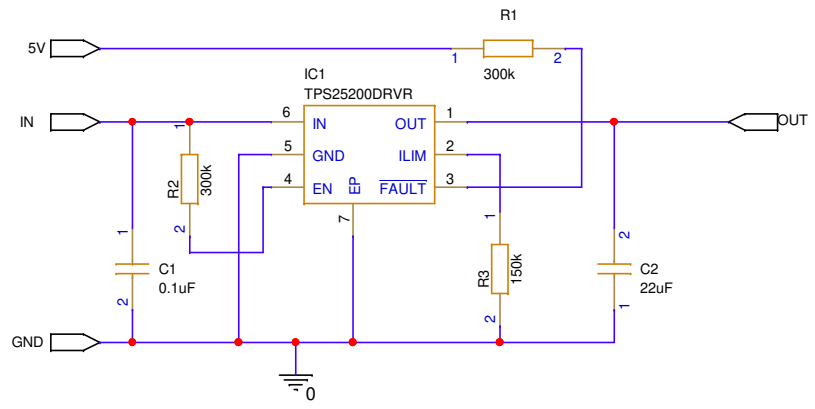 R1
5V
1
2
300k
IC1
TPS25200DRVR
IN
1
6
IN
OUT
1
OUT
5
GND
ILIM
2
R2
300k
4
EN
EP
FAULT
3
7
2
1
1
2
C1
0.1uF
2
R3
150k
2
C2
22uF
1
GND
0